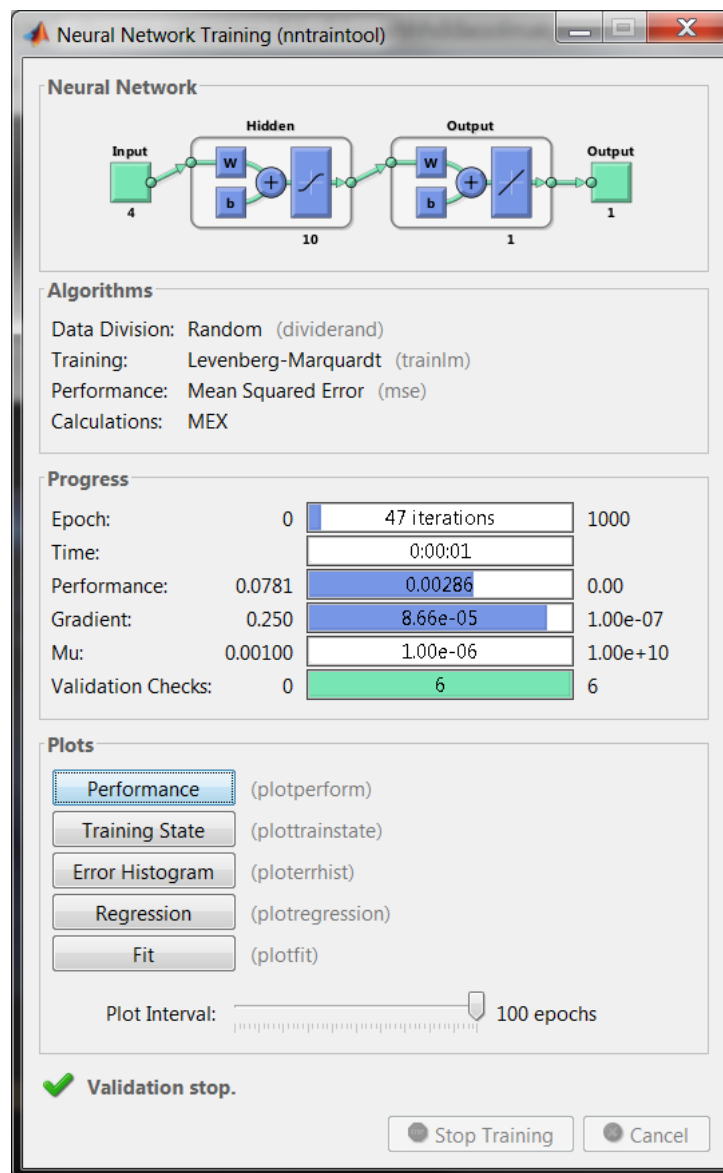 Neural Network Training (nntraintool)
Neural Network
Hidden
Output
Input
Output
W
W
b
b
4
1
10
1
Algorithms
Data Division: Random (dividerand)
Training: Levenberg-Marquardt (trainlm)
Performance: Mean Squared Error (mse)
Calculations: MEX
Progress
Epoch: 0 47 iterations 1000
Time: 0:00:01
Performance: 0.0781 0.00286 0.00
Gradient: 0.250 8.66e-05 1.00e-07
Mu: 0.00100 1.00e-06 1.00e+10
Validation Checks: 0 6 6
Plots
Performance (plotperform)
Training State (plottrainstate)
Error Histogram (ploterrhist)
Regression (plotregression)
Fit (plotfit)
Plot Interval: 100 epochs
Validation stop.
Stop Training Cancel